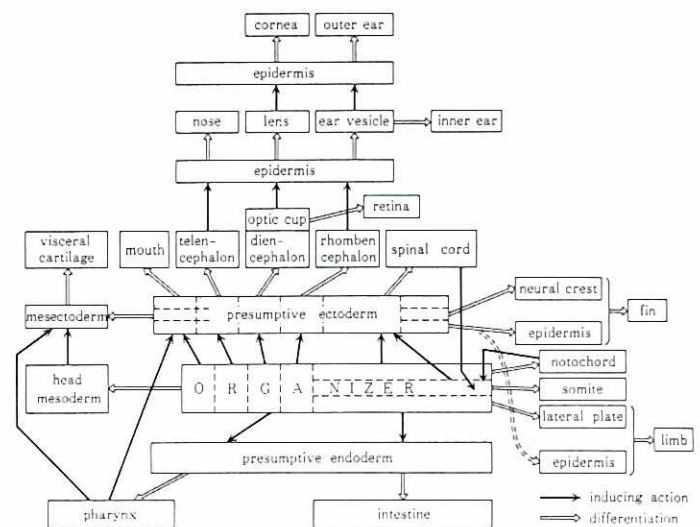 cornea
outer ear
epidermis
nose
lens
ear vesicle
inner ear
epidermis
retina
optic cup
visceral
cartilage
mouth
telen-
cephalon
dien-
cephalon
rhomben
cephalon
spinal cord
neural crest
mesectoderm
presumptive ectoderm
fin
epidermis
notochord
head
mesoderm
O R G A N I Z E R
somite
lateral plate
limb
presumptive endoderm
epidermis
pharynx
intestine
inducing action
differentiation